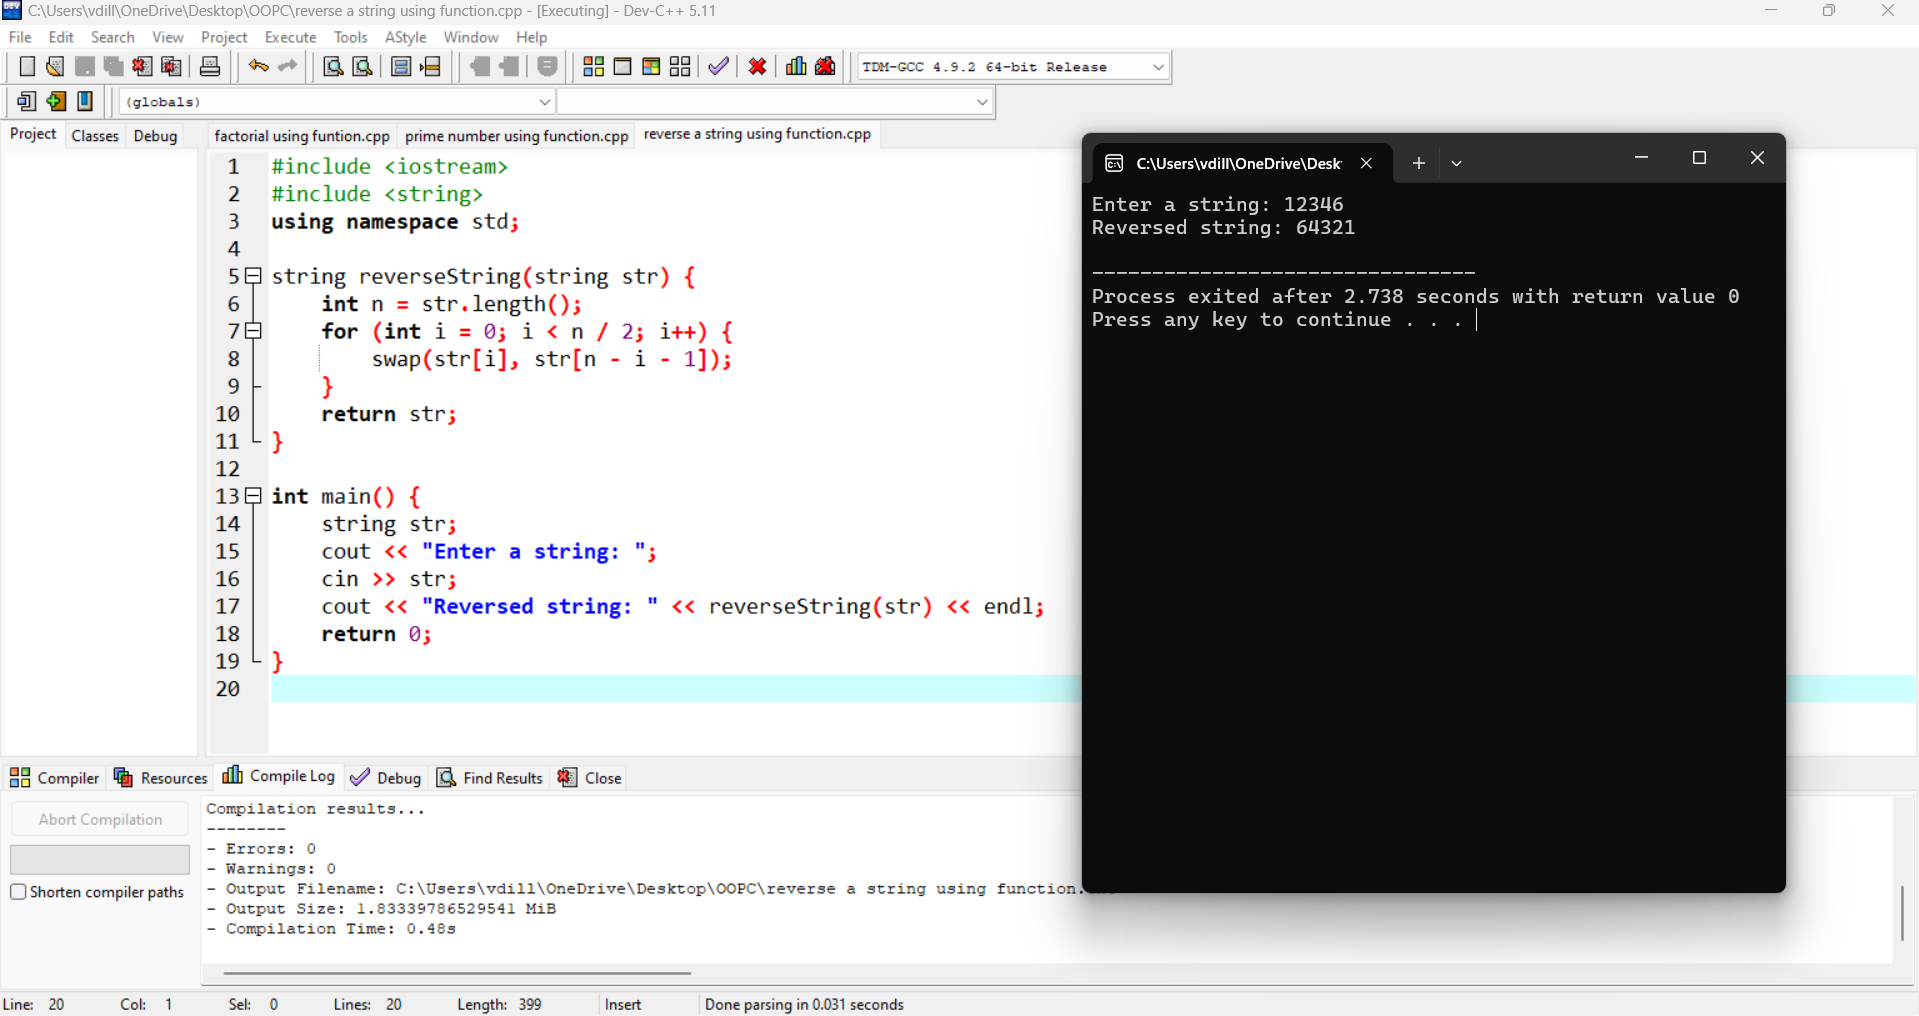 C:\Users\vdill\OneDrive\Desktop\OOPC\reverse a string using function.cpp - [Executing] - Dev-C++ 5.11
File Edit Search View Project Execute Tools AStyle Window Help
TDM-GCC 4.9.2 64-bit Release
(globals)
Project Classes Debug
factorial using funtion.cpp prime number using function.cpp reverse a string using function.cpp
1 #include <iostream>
2 #include <string>
3 using namespace std;
4
5 string reverseString(string str) {
6 int n = str.length();
7 for (int i = 0; i < n / 2; i++) {
8 swap(str[i], str[n - i - 1]);
9 }
10 return str;
11 }
12
13 int main() {
14 string str;
15 cout << "Enter a string: ";
16 cin >> str;
17 cout << "Reversed string: " << reverseString(str) << endl;
18 return 0;
19 }
20
C:\Users\vdill\OneDrive\Desk
Enter a string: 12346
Reversed string: 64321
--------------------------------
Process exited after 2.738 seconds with return value 0
Press any key to continue . . .
Compiler Resources Compile Log Debug Find Results Close
Abort Compilation
Shorten compiler paths
Compilation results...
--------
- Errors: 0
- Warnings: 0
- Output Filename: C:\Users\vdill\OneDrive\Desktop\OOPC\reverse a string using function.
- Output Size: 1.83339786529541 MiB
- Compilation Time: 0.48s
Line: 20 Col: 1 Sel: 0 Lines: 20 Length: 399 Insert Done parsing in 0.031 seconds